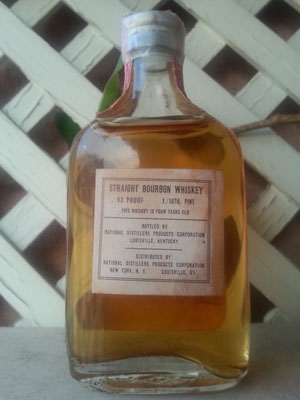 STRAIGHT BOURBON WHISKEY
93 PROOF 1/10TH. PINT
THIS WHISKEY IS FOUR YEARS OLD
BOTTLED BY
NATIONAL DISTILLERS PRODUCTS CORPORATION
LOUISVILLE, KENTUCKY
DISTRIBUTED BY
NATIONAL DISTILLERS PRODUCTS CORPORATION
NEW YORK, N. Y. LOUISVILLE, KY.